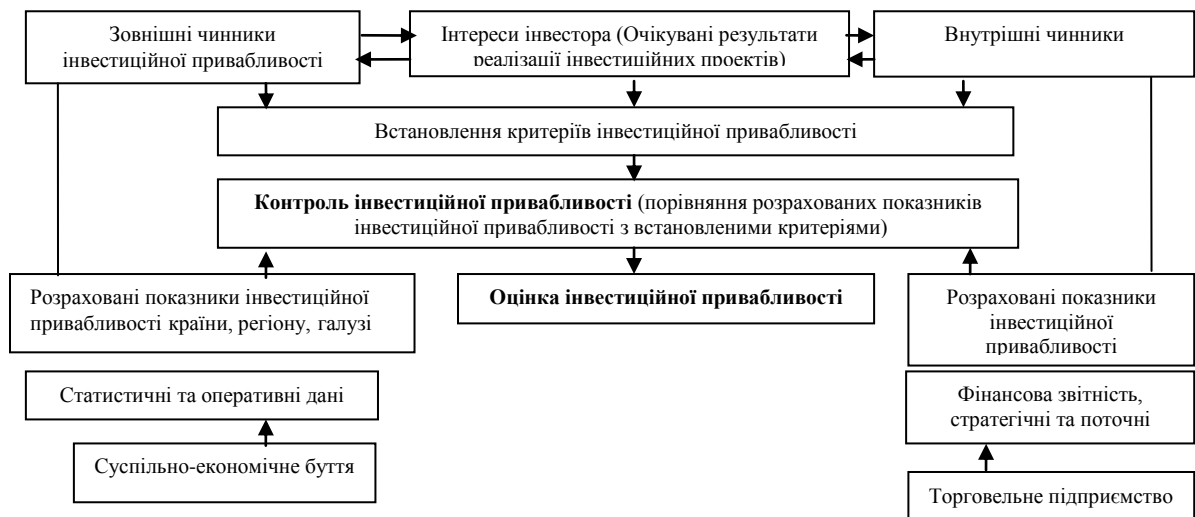 Зовнішні чинники
інвестиційної привабливості
Інтереси інвестора (Очікувані результати
реалізації інвестиційних проектів)
Внутрішні чинники
Встановлення критеріїв інвестиційної привабливості
Контроль інвестиційної привабливості (порівняння розрахованих показників
інвестиційної привабливості з встановленими критеріями)
Розраховані показники інвестиційної
привабливості країни, регіону, галузі
Оцінка інвестиційної привабливості
Розраховані показники
інвестиційної
привабливості
Статистичні та оперативні дані
Фінансова звітність,
стратегічні та поточні
Суспільно-економічне буття
Торговельне підприємство